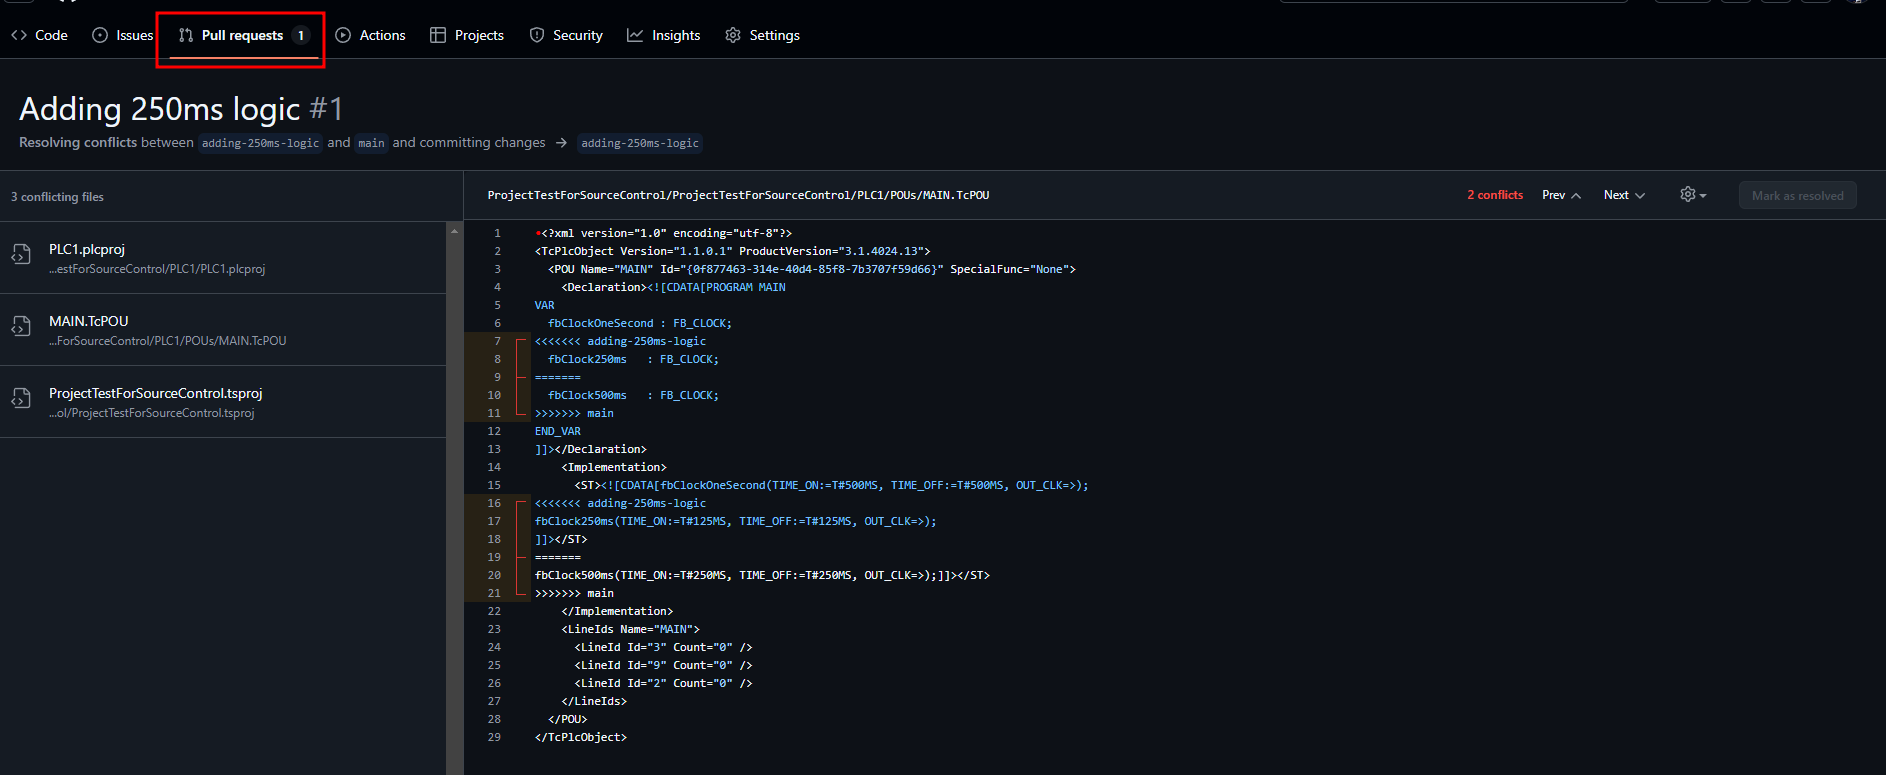 Code Issues Pull requests 1 Actions Projects Security Insights Settings
Adding 250ms logic #1
Resolving conflicts between adding-250ms-logic and main and committing changes → adding-250ms-logic
3 conflicting files
PLC1.plcproj
...estForSourceControl/PLC1/PLC1.plcproj
MAIN.TcPOU
...ForSourceControl/PLC1/POUs/MAIN.TcPOU
ProjectTestForSourceControl.tsproj
...ol/ProjectTestForSourceControl.tsproj
ProjectTestForSourceControl/ProjectTestForSourceControl/PLC1/POUs/MAIN.TcPOU 2 conflicts Prev Next Mark as resolved
1 •<?xml version="1.0" encoding="utf-8"?>
2 <TcPlcObject Version="1.1.0.1" ProductVersion="3.1.4024.13">
3 <POU Name="MAIN" Id="{0f877463-314e-40d4-85f8-7b3707f59d66}" SpecialFunc="None">
4 <Declaration><![CDATA[PROGRAM MAIN
5 VAR
6 fbClockOneSecond : FB_CLOCK;
7 <<<<<<< adding-250ms-logic
8 fbClock250ms : FB_CLOCK;
9 =======
10 fbClock500ms : FB_CLOCK;
11 >>>>>>> main
12 END_VAR
13 ]]></Declaration>
14 <Implementation>
15 <ST><![CDATA[fbClockOneSecond(TIME_ON:=T#500MS, TIME_OFF:=T#500MS, OUT_CLK=>);
16 <<<<<<< adding-250ms-logic
17 fbClock250ms(TIME_ON:=T#125MS, TIME_OFF:=T#125MS, OUT_CLK=>);
18 ]]></ST>
19 =======
20 fbClock500ms(TIME_ON:=T#250MS, TIME_OFF:=T#250MS, OUT_CLK=>);]]></ST>
21 >>>>>>> main
22 </Implementation>
23 <LineIds Name="MAIN">
24 <LineId Id="3" Count="0" />
25 <LineId Id="9" Count="0" />
26 <LineId Id="2" Count="0" />
27 </LineIds>
28 </POU>
29 </TcPlcObject>